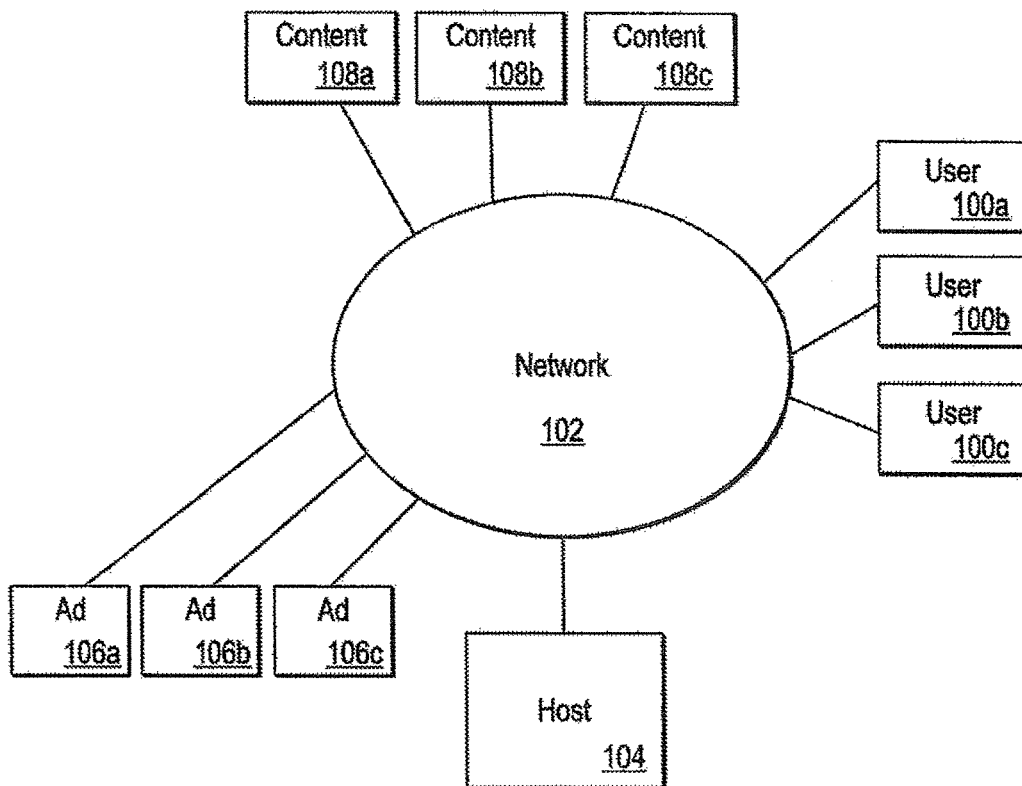 Content
108a
Content
108b
Content
108c
User
100a
User
100b
User
100c
Network
102
Ad
106a
Ad
106b
Ad
106c
Host
104